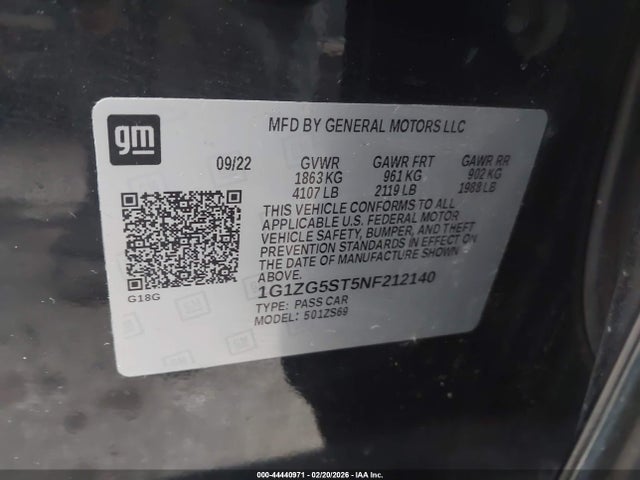 gm
MFD BY GENERAL MOTORS LLC
09/22 GVWR GAWR FRT GAWR RR
1863 KG 961 KG 902 KG
4107 LB 2119 LB 1988 LB
THIS VEHICLE CONFORMS TO ALL
APPLICABLE U.S. FEDERAL MOTOR
VEHICLE SAFETY, BUMPER, AND THEFT
PREVENTION STANDARDS IN EFFECT ON
THE DATE OF MANUFACTURE SHOWN
ABOVE.
1G1ZG5ST5NF212140
TYPE: PASS CAR
MODEL: 501ZS69
G18G
000-44440971 - 02/20/2026 - IAA Inc.